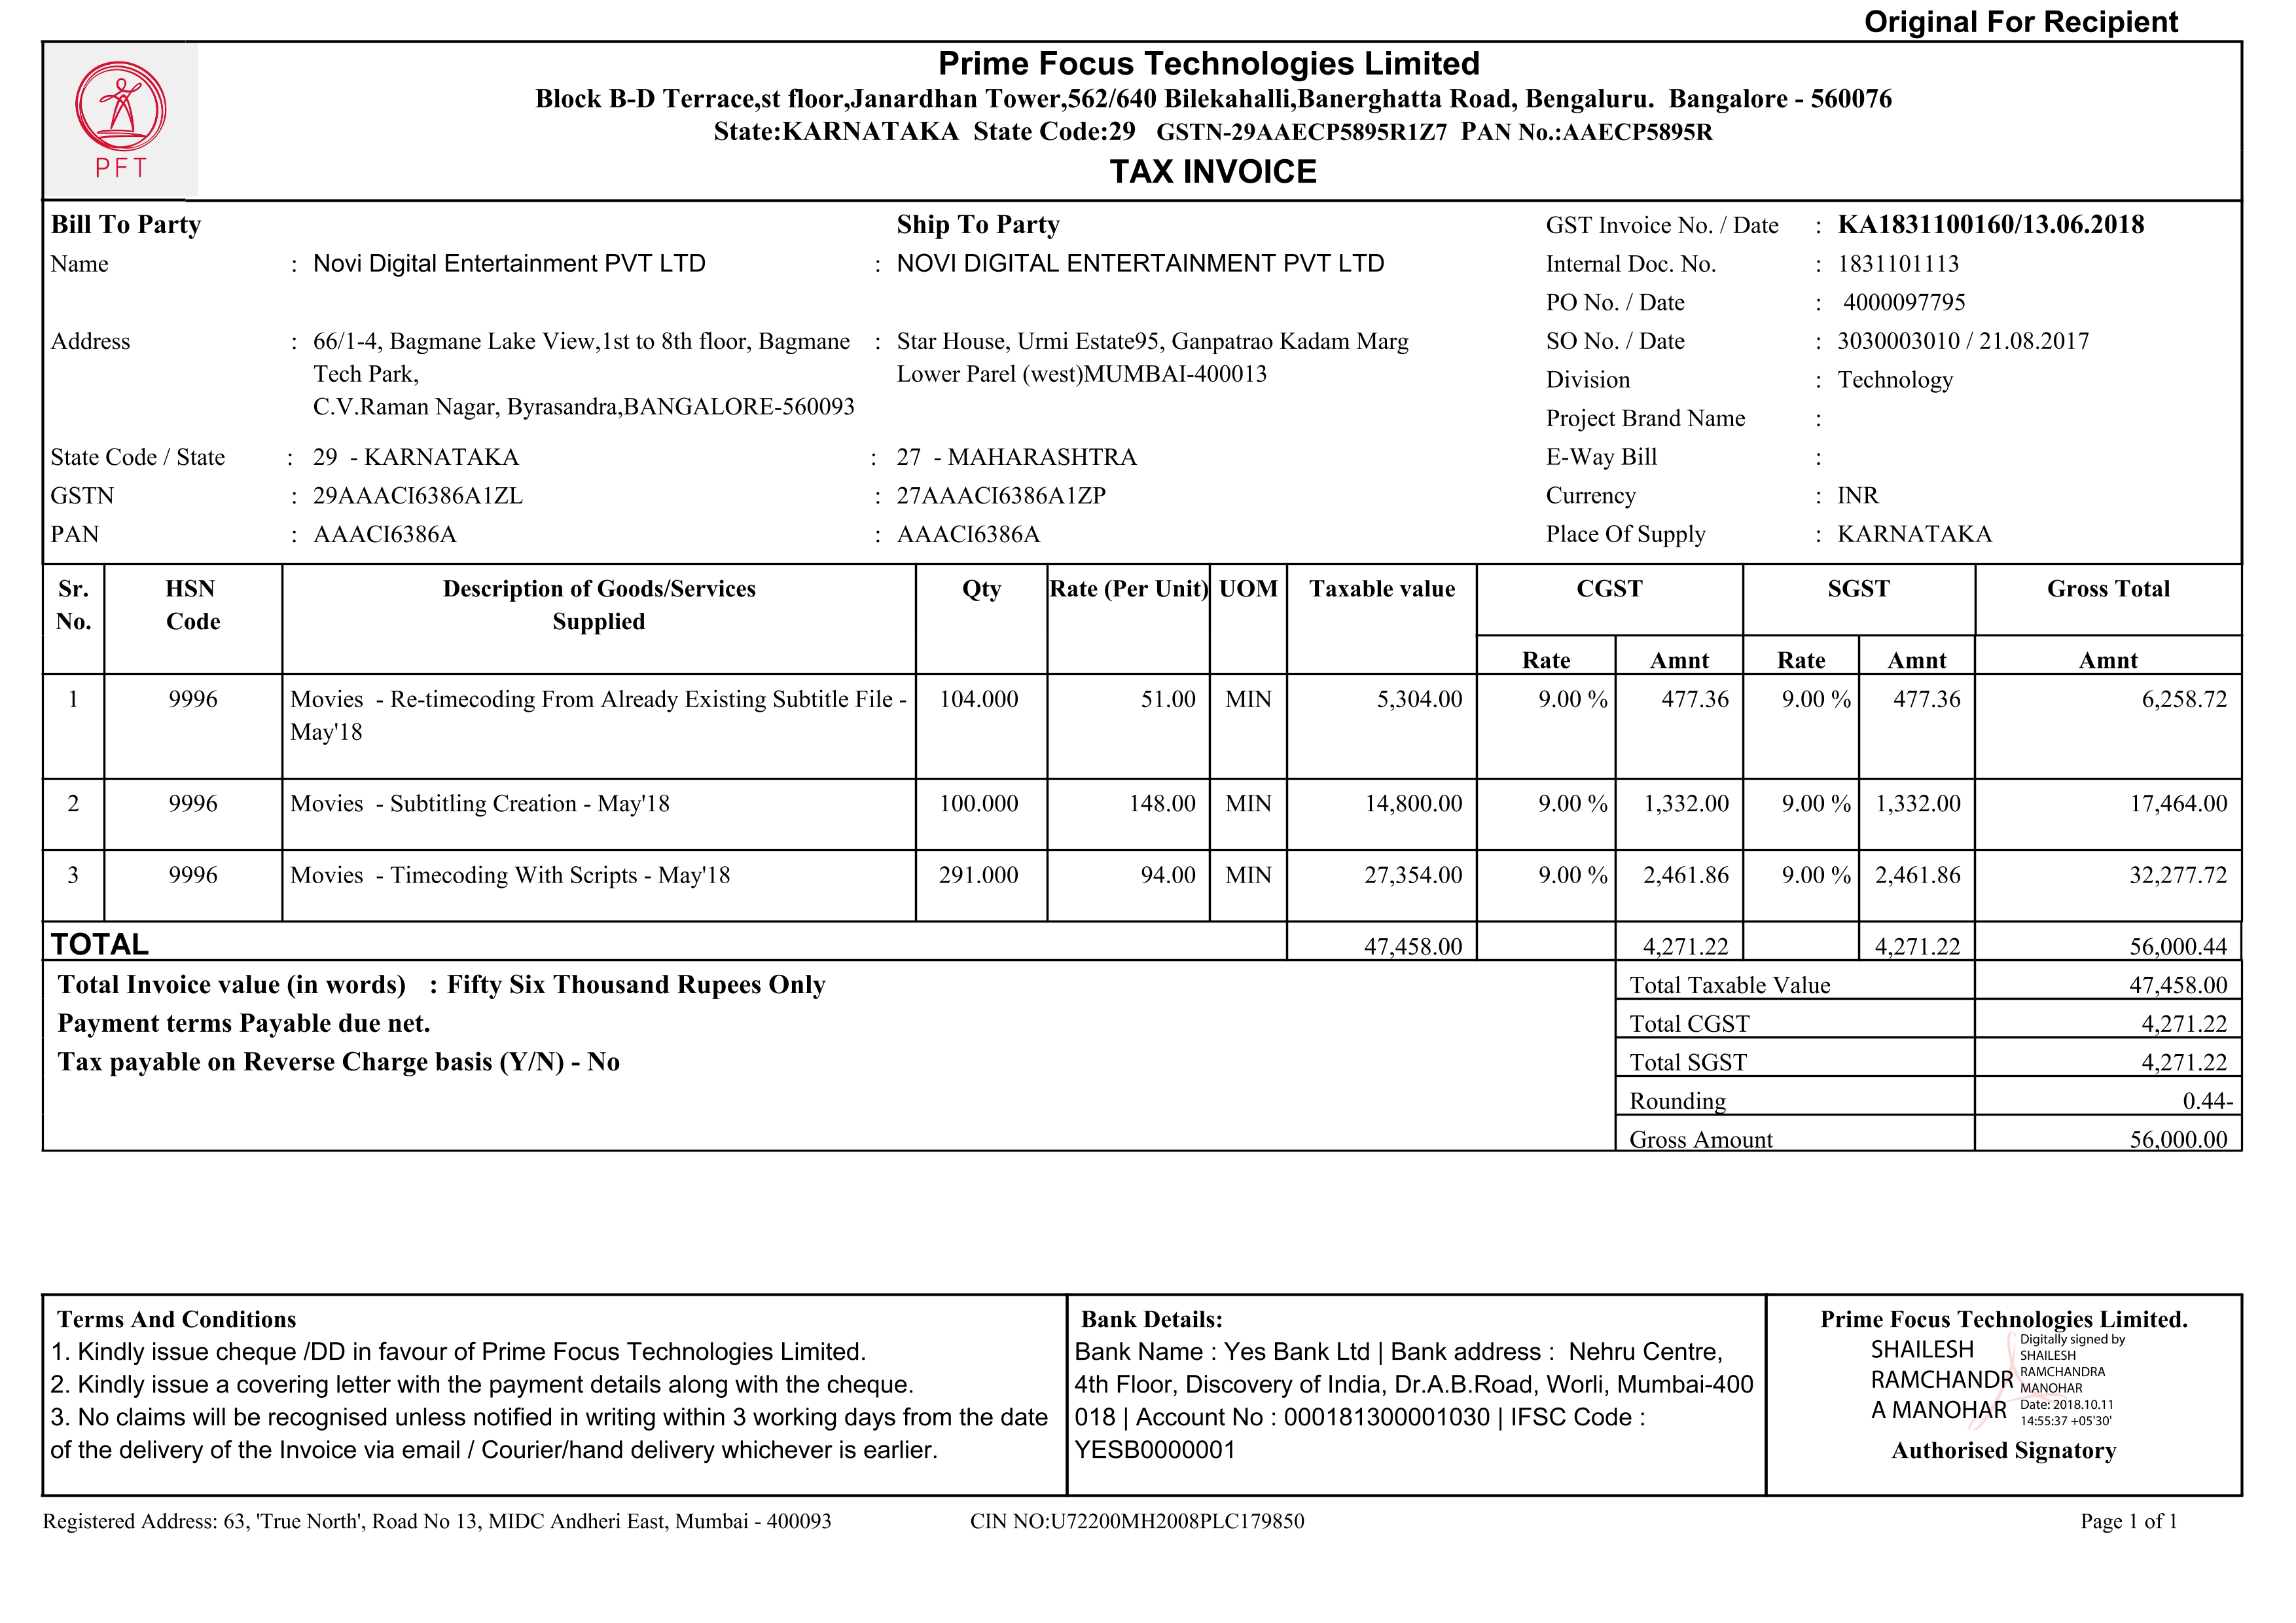 Original For Recipient
PFT
Prime Focus Technologies Limited
Block B-D Terrace,st floor,Janardhan Tower,562/640 Bilekahalli,Banerghatta Road, Bengaluru. Bangalore - 560076
State:KARNATAKA State Code:29 GSTN-29AAECP5895R1Z7 PAN No.:AAECP5895R
TAX INVOICE
Bill To Party Ship To Party GST Invoice No. / Date : KA1831100160/13.06.2018
Name : Novi Digital Entertainment PVT LTD : NOVI DIGITAL ENTERTAINMENT PVT LTD Internal Doc. No. : 1831101113
PO No. / Date : 4000097795
Address : 66/1-4, Bagmane Lake View,1st to 8th floor, Bagmane : Star House, Urmi Estate95, Ganpatrao Kadam Marg SO No. / Date : 3030003010 / 21.08.2017
Tech Park, Lower Parel (west)MUMBAI-400013 Division : Technology
C.V.Raman Nagar, Byrasandra,BANGALORE-560093 Project Brand Name :
State Code / State : 29 - KARNATAKA : 27 - MAHARASHTRA E-Way Bill :
GSTN : 29AAACI6386A1ZL : 27AAACI6386A1ZP Currency : INR
PAN : AAACI6386A : AAACI6386A Place Of Supply : KARNATAKA
Sr. HSN Description of Goods/Services Qty Rate (Per Unit) UOM Taxable value CGST SGST Gross Total
No. Code Supplied
Rate Amnt Rate Amnt Amnt
1 9996 Movies - Re-timecoding From Already Existing Subtitle File - 104.000 51.00 MIN 5,304.00 9.00 % 477.36 9.00 % 477.36 6,258.72
May'18
2 9996 Movies - Subtitling Creation - May'18 100.000 148.00 MIN 14,800.00 9.00 % 1,332.00 9.00 % 1,332.00 17,464.00
3 9996 Movies - Timecoding With Scripts - May'18 291.000 94.00 MIN 27,354.00 9.00 % 2,461.86 9.00 % 2,461.86 32,277.72
TOTAL 47,458.00 4,271.22 4,271.22 56,000.44
Total Invoice value (in words) : Fifty Six Thousand Rupees Only Total Taxable Value 47,458.00
Payment terms Payable due net. Total CGST 4,271.22
Tax payable on Reverse Charge basis (Y/N) - No Total SGST 4,271.22
Rounding 0.44-
Gross Amount 56,000.00
Terms And Conditions
1. Kindly issue cheque /DD in favour of Prime Focus Technologies Limited.
2. Kindly issue a covering letter with the payment details along with the cheque.
3. No claims will be recognised unless notified in writing within 3 working days from the date
of the delivery of the Invoice via email / Courier/hand delivery whichever is earlier.
Bank Details:
Bank Name : Yes Bank Ltd | Bank address : Nehru Centre,
4th Floor, Discovery of India, Dr.A.B.Road, Worli, Mumbai-400
018 | Account No : 000181300001030 | IFSC Code :
YESB0000001
Prime Focus Technologies Limited.
SHAILESH
RAMCHANDR
A MANOHAR
Digitally signed by
SHAILESH
RAMCHANDRA
MANOHAR
Date: 2018.10.11
14:55:37 +05'30'
Authorised Signatory
Registered Address: 63, 'True North', Road No 13, MIDC Andheri East, Mumbai - 400093 CIN NO:U72200MH2008PLC179850 Page 1 of 1